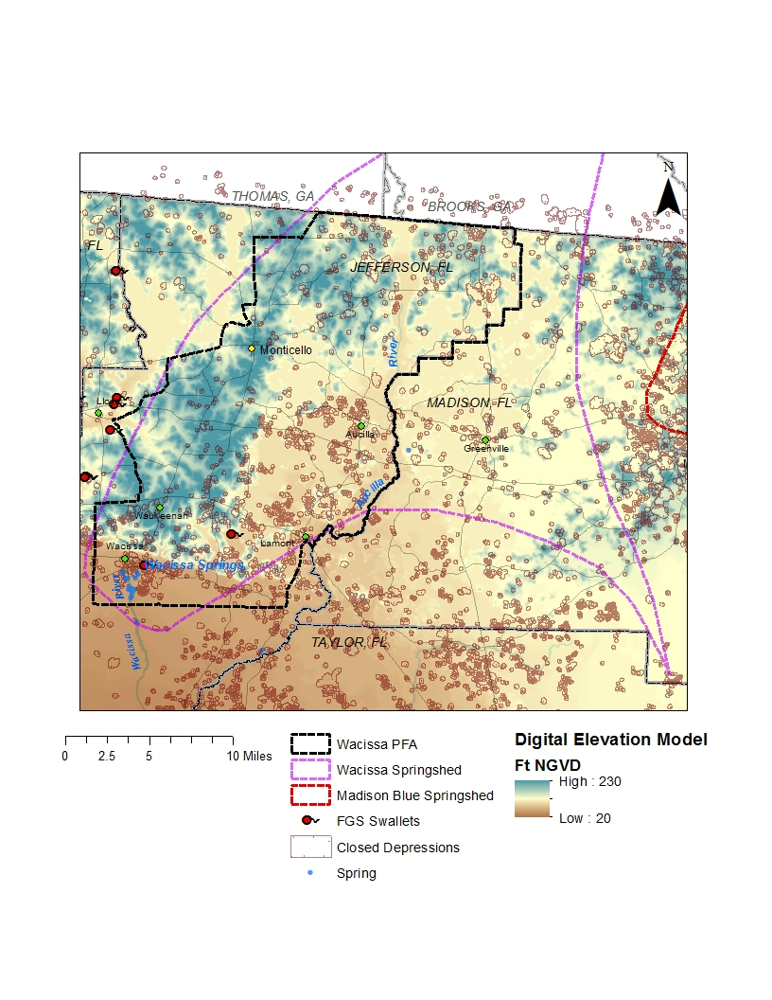 N
THOMAS, GA
BROOKS, GA
FL
JEFFERSON, FL
River
Monticello
MADISON, FL
Aucilla
Greenville
Aucilla
Waukeenah
Lamont
Wacissa
Wacissa Springs
River
Wacissa
TAYLOR, FL
0 2.5 5 10 Miles
Wacissa PFA
Wacissa Springshed
Madison Blue Springshed
FGS Swallets
Closed Depressions
Spring
Digital Elevation Model
Ft NGVD
High : 230
Low : 20